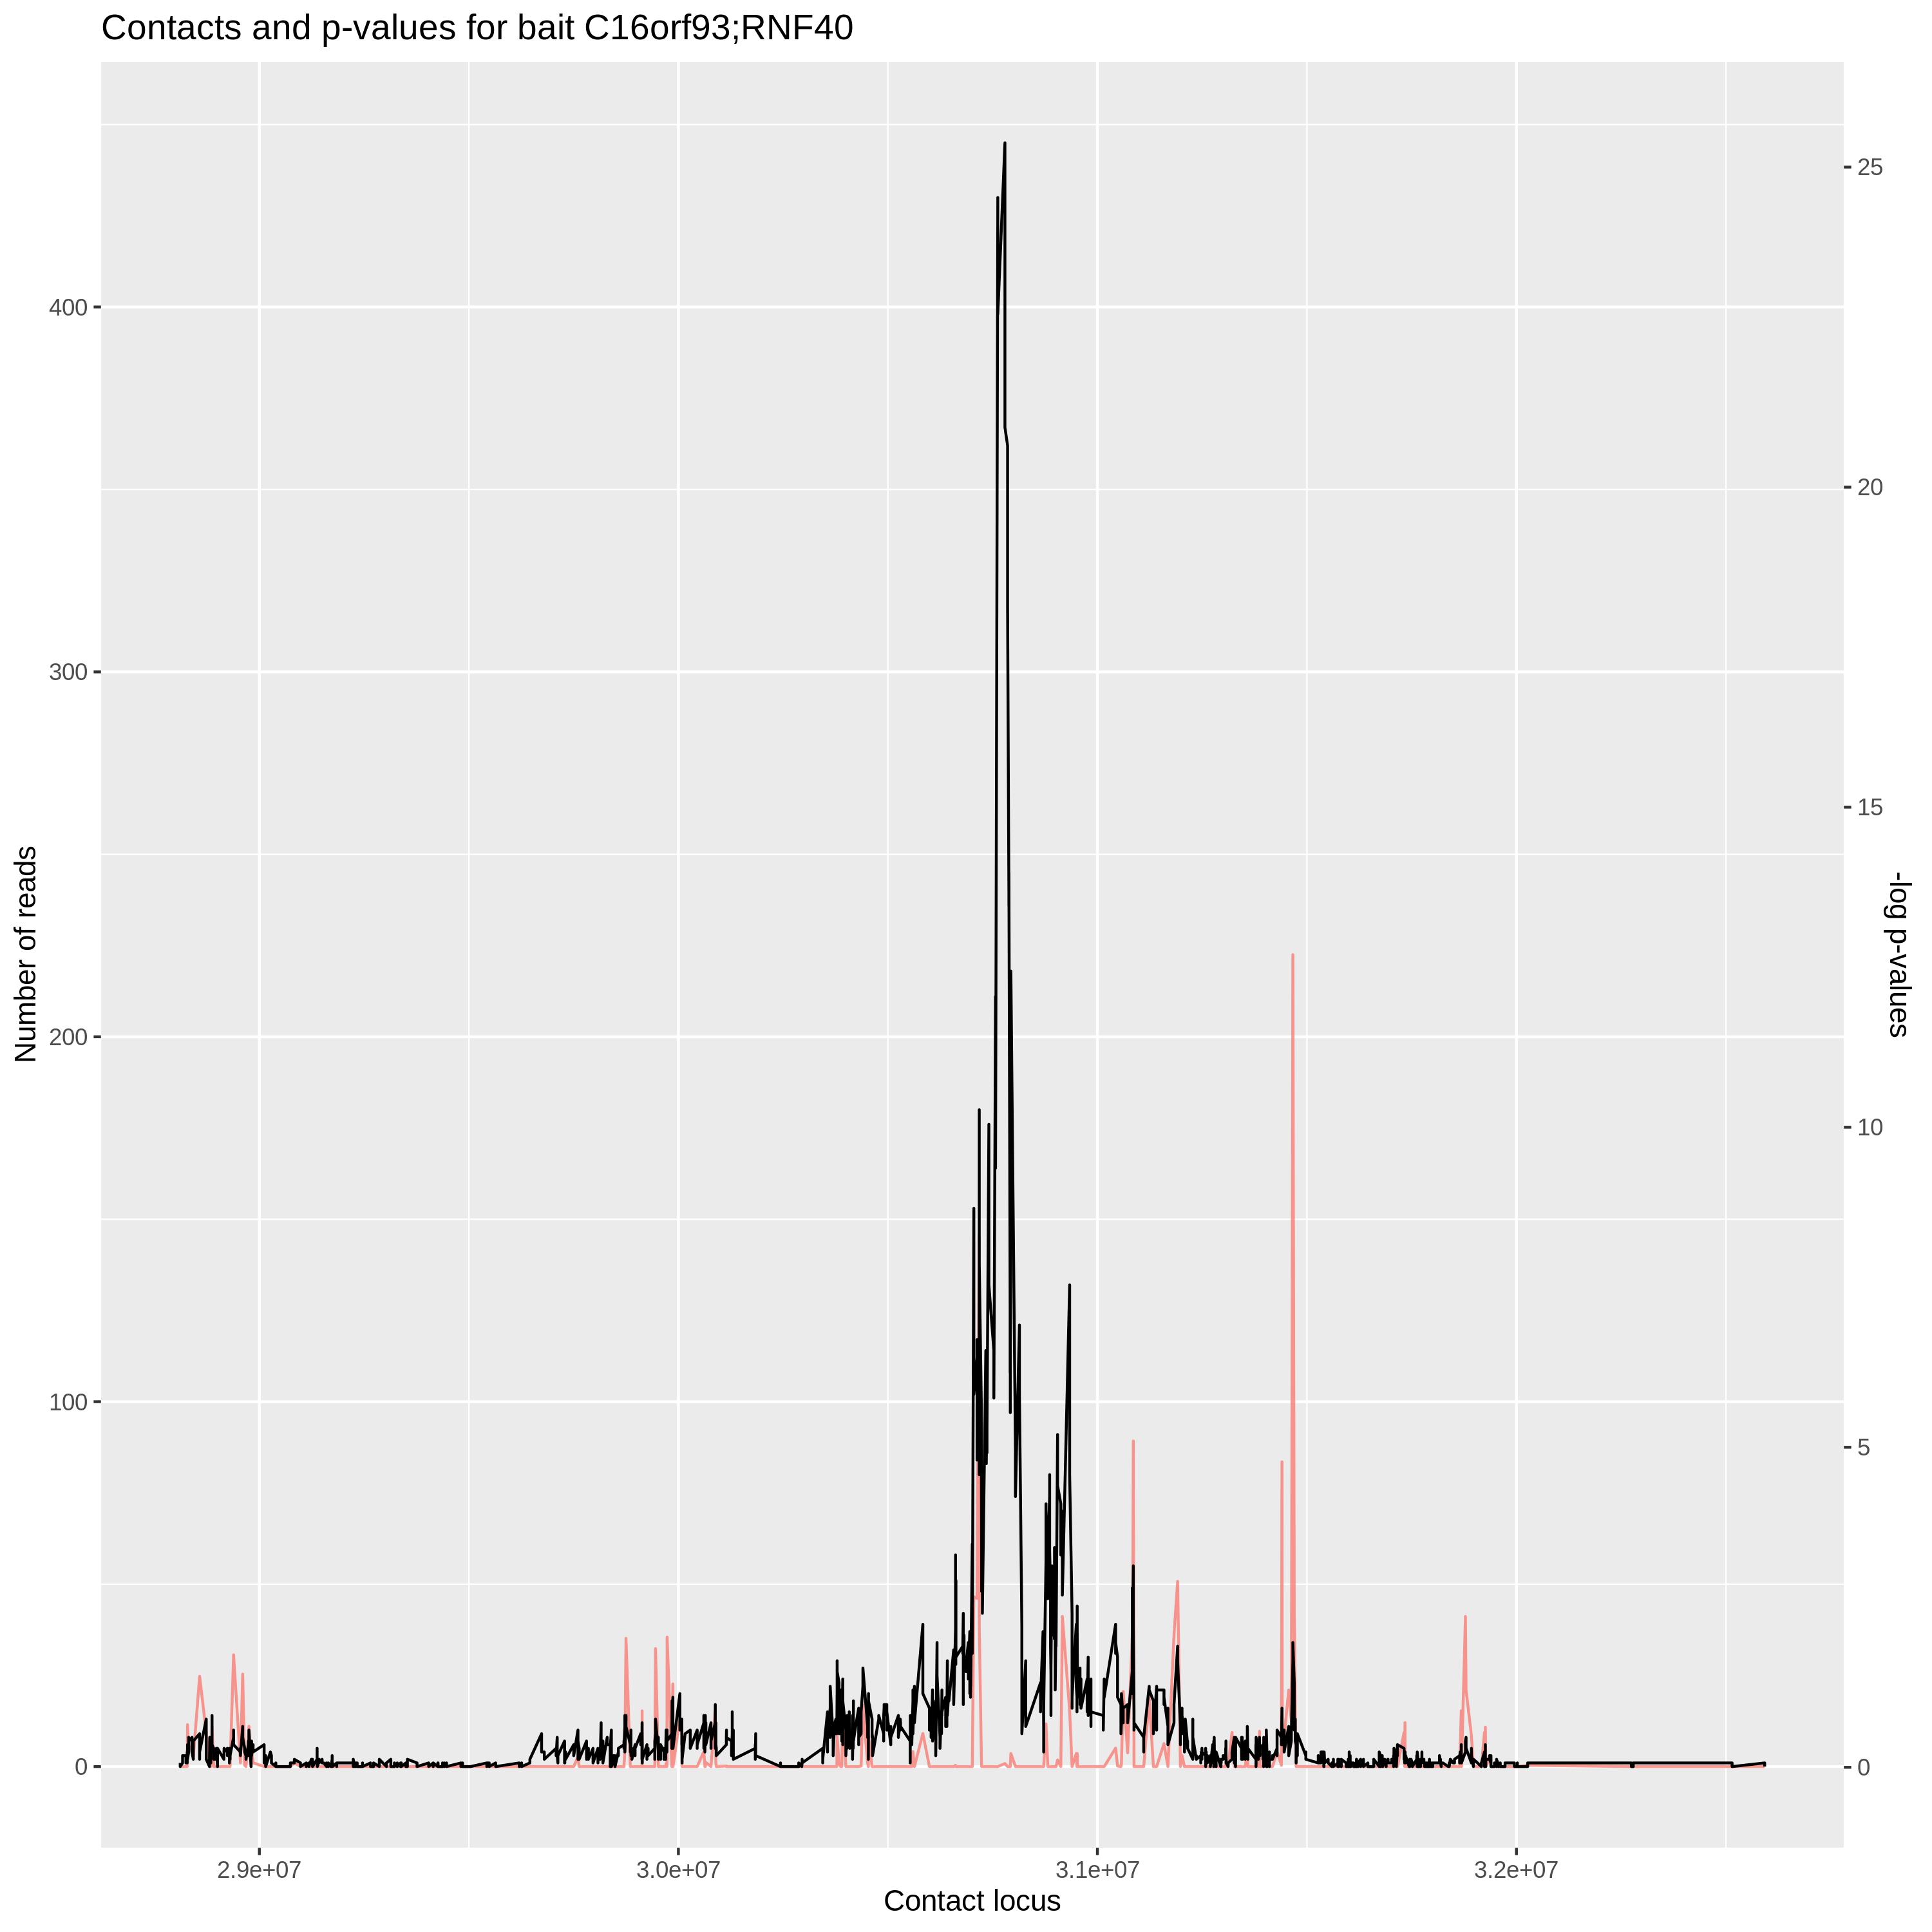 Contacts and p-values for bait C16orf93;RNF40
400
300
200
100
0
Number of reads
25
20
15
10
5
0
-log p-values
2.9e+07
3.0e+07
3.1e+07
3.2e+07
Contact locus